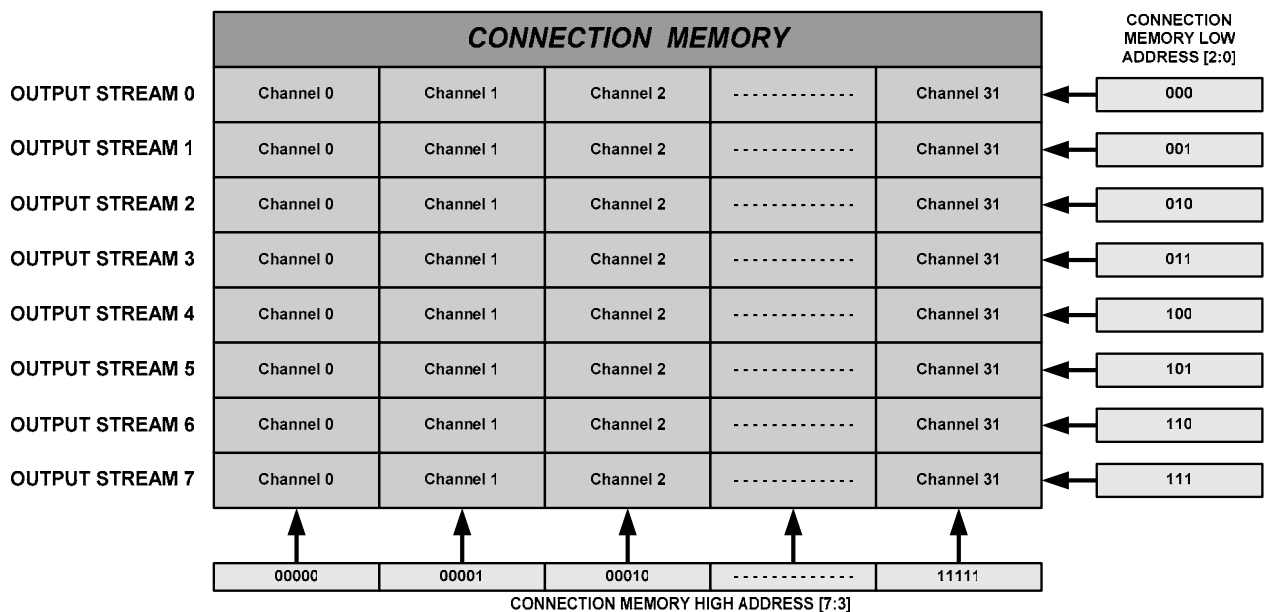 CONNECTION MEMORY
CONNECTION
MEMORY LOW
ADDRESS [2:0]
OUTPUT STREAM 0 Channel 0 Channel 1 Channel 2 ------------- Channel 31 000
OUTPUT STREAM 1 Channel 0 Channel 1 Channel 2 ------------- Channel 31 001
OUTPUT STREAM 2 Channel 0 Channel 1 Channel 2 ------------- Channel 31 010
OUTPUT STREAM 3 Channel 0 Channel 1 Channel 2 ------------- Channel 31 011
OUTPUT STREAM 4 Channel 0 Channel 1 Channel 2 ------------- Channel 31 100
OUTPUT STREAM 5 Channel 0 Channel 1 Channel 2 ------------- Channel 31 101
OUTPUT STREAM 6 Channel 0 Channel 1 Channel 2 ------------- Channel 31 110
OUTPUT STREAM 7 Channel 0 Channel 1 Channel 2 ------------- Channel 31 111
00000 00001 00010 ------------- 11111
CONNECTION MEMORY HIGH ADDRESS [7:3]